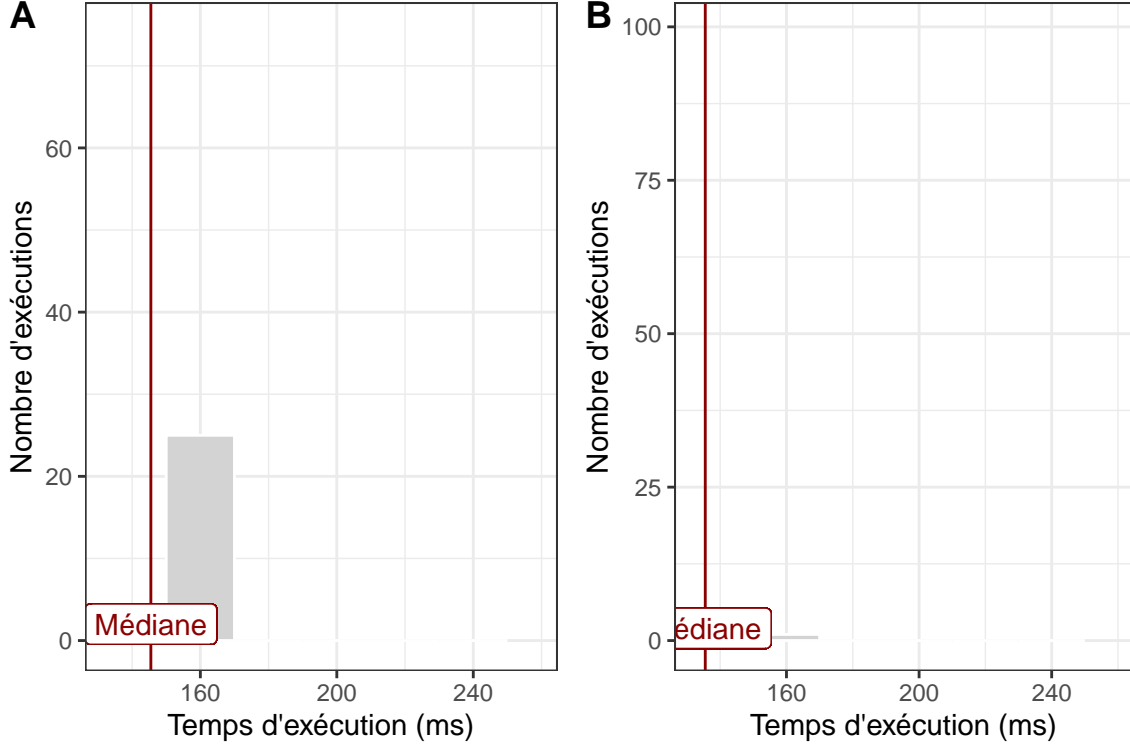 A
Nombre d'exécutions
60
40
20
0
Médiane
160
200
240
Temps d'exécution (ms)
B
Nombre d'exécutions
100
75
50
25
0
édiane
160
200
240
Temps d'exécution (ms)